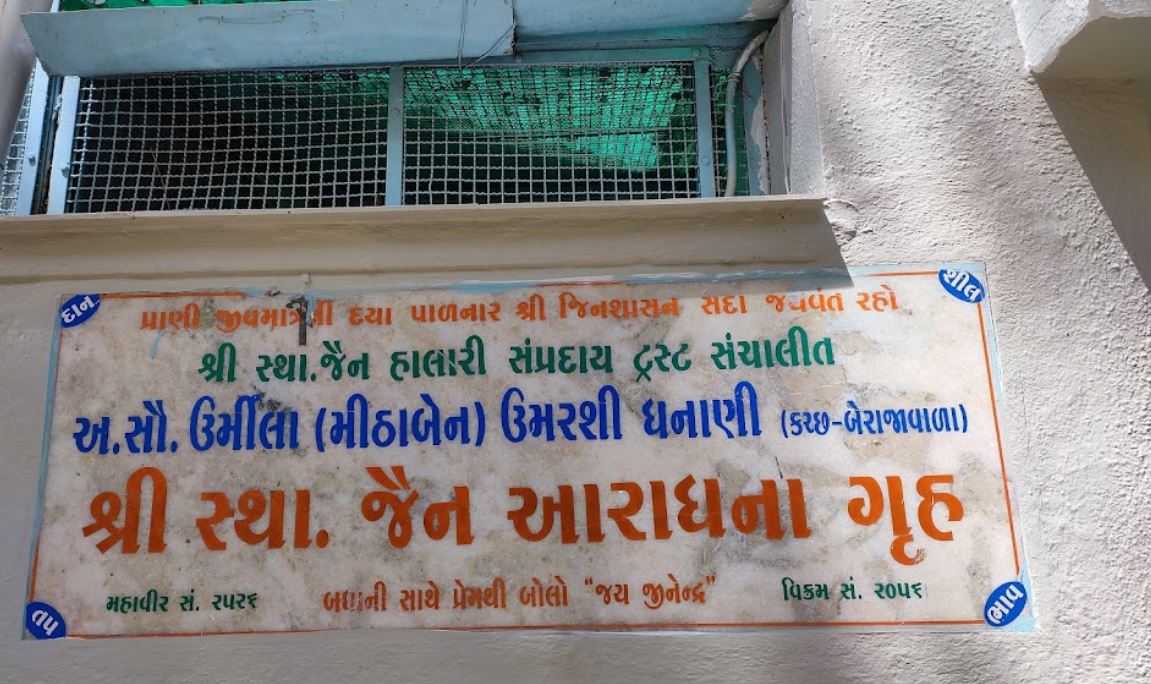 દાન
શીલ
પ્રાણી જીવમાત્રની દયા પાળનાર શ્રી જિનશાસન સદા જયવંત રહો
શ્રી સ્થા.જૈન હાલારી સંપ્રદાય ટ્રસ્ટ સંચાલીત
અ.સૌ. ઉર્મીલા (મીઠાબેન) ઉમરશી ધનાણી (કચ્છ-બેરાજાવાળા)
શ્રી સ્થા. જૈન આરાધના ગૃહ
મહાવીર સં. ૨૫૨૬ બધાની સાથે પ્રેમથી બોલો "જય જીનેન્દ્ર" વિક્રમ સં. ૨૦૫૬
તપ
ભાવ